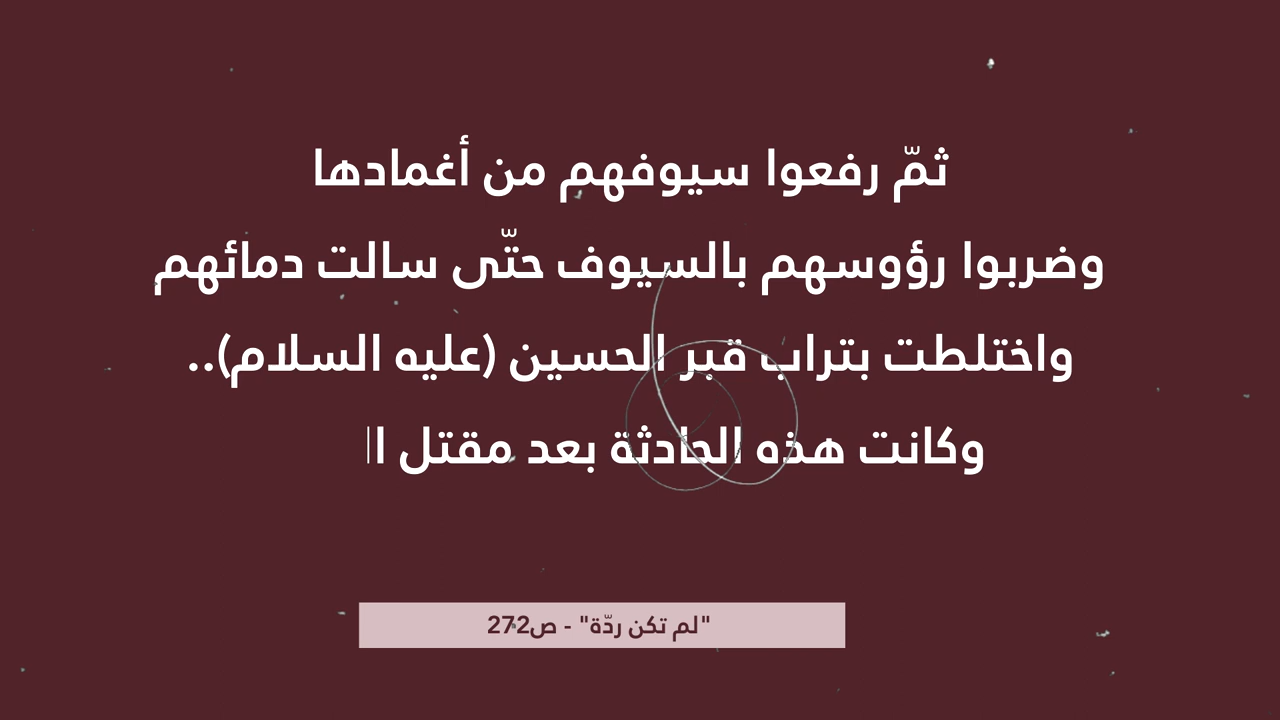 ثمّ رفعوا سيوفهم من أغمادها
وضربوا رؤوسهم بالسيوف حتّى سالت دمائهم
واختلطت بتراب قبر الحسين (عليه السلام)..
وكانت هذه الحادثة بعد مقتل
"لم تكن ردّة" - ص272